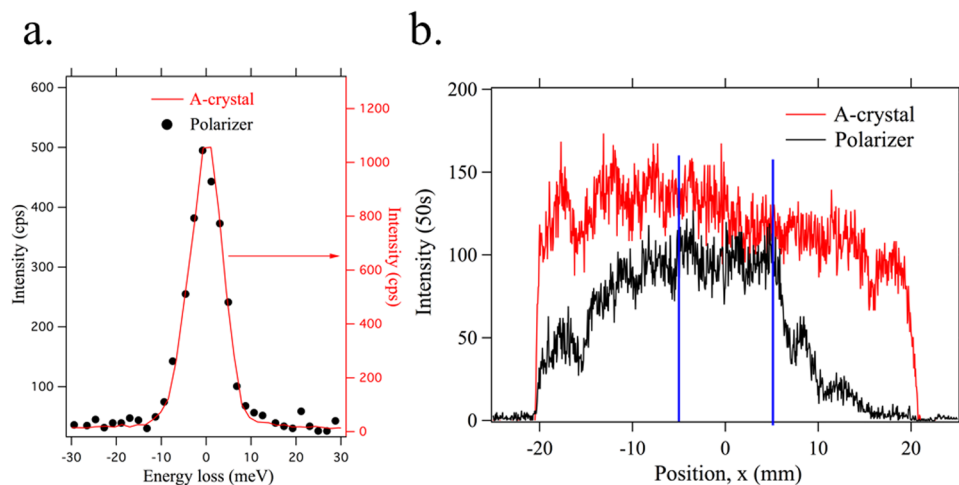 a.
A-crystal
Polarizer
600
500
400
300
200
100
Intensity (cps)
1200
1000
800
600
400
200
0
Intensity (cps)
-30
-20
-10
0
10
20
30
Energy loss (meV)
b.
A-crystal
Polarizer
200
150
100
50
0
Intensity (50s)
-20
-10
0
10
20
Position, x (mm)